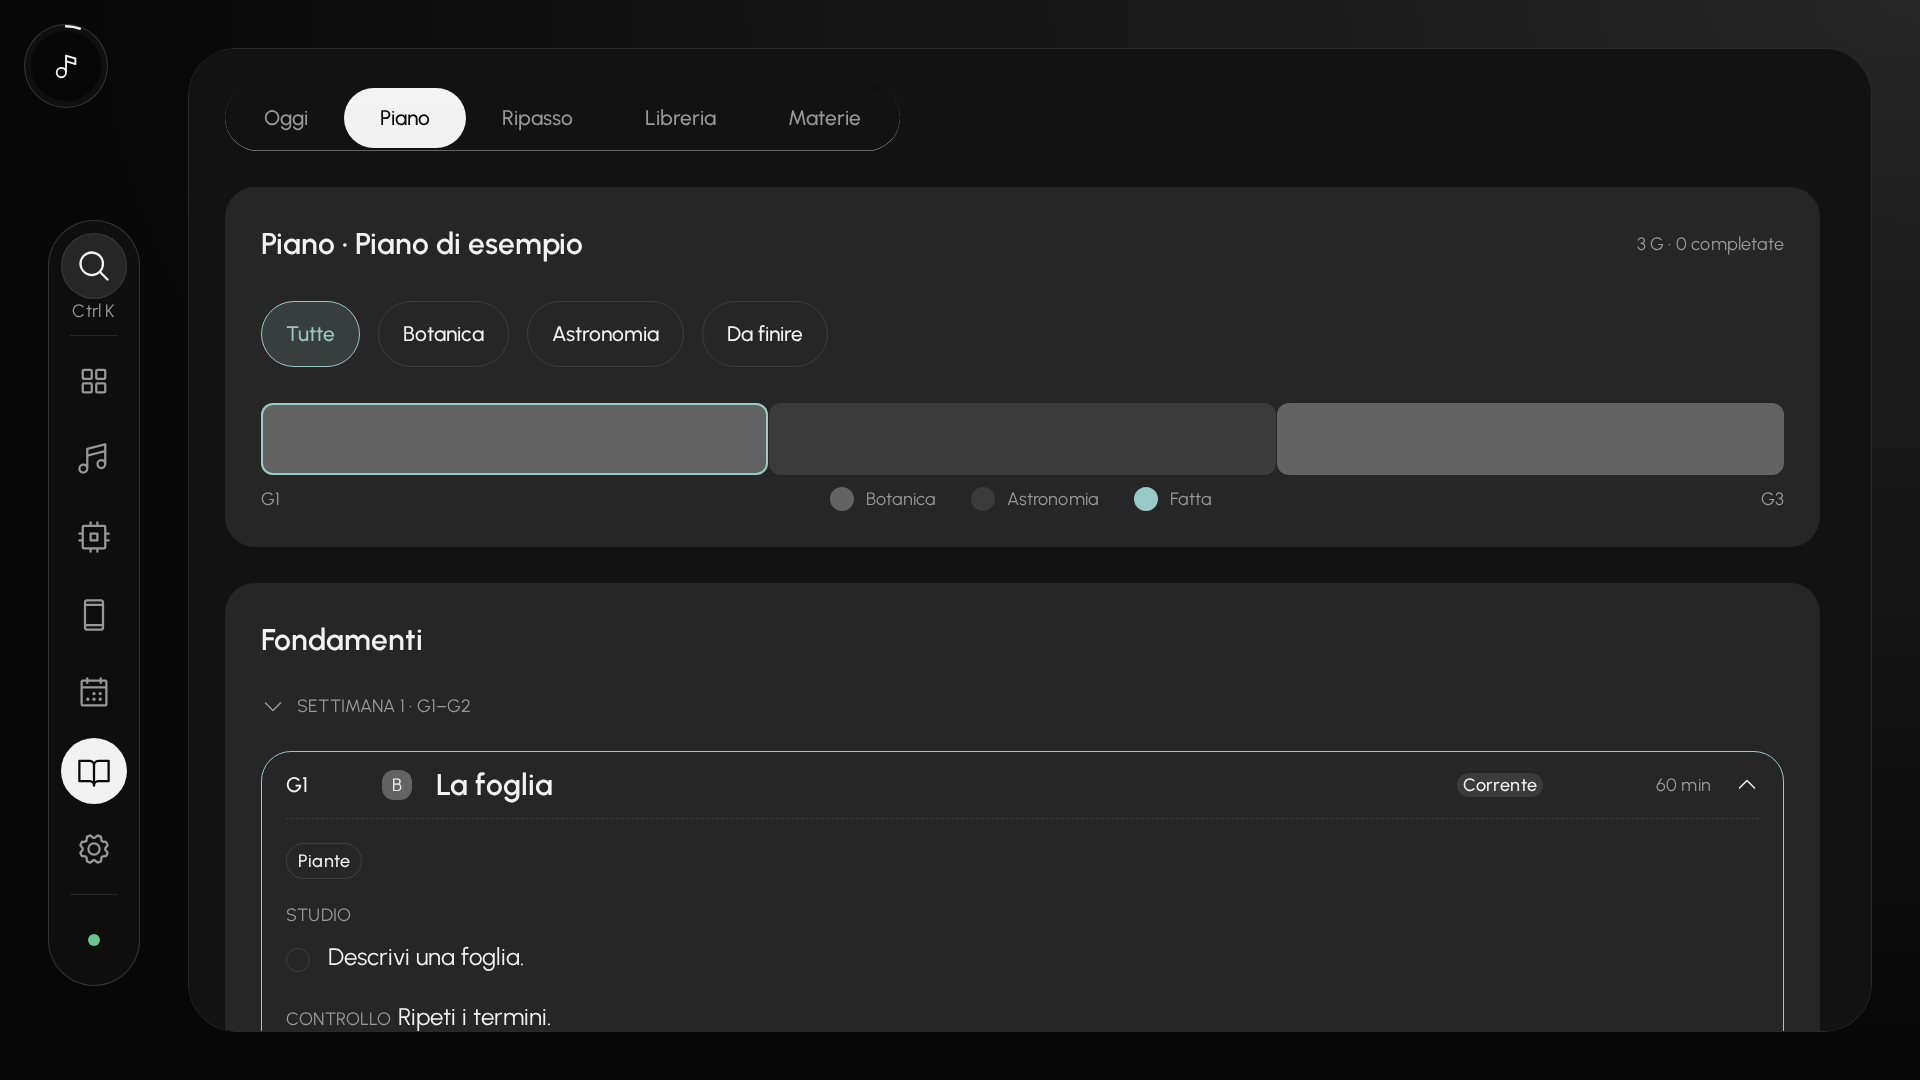 Oggi Piano Ripasso Libreria Materie
Piano · Piano di esempio
3 G · 0 completate
Ctrl K
Tutte Botanica Astronomia Da finire
G1 Botanica Astronomia Fatta G3
Fondamenti
SETTIMANA 1 · G1–G2
G1 B La foglia Corrente 60 min
Piante
STUDIO
Descrivi una foglia.
CONTROLLO Ripeti i termini.